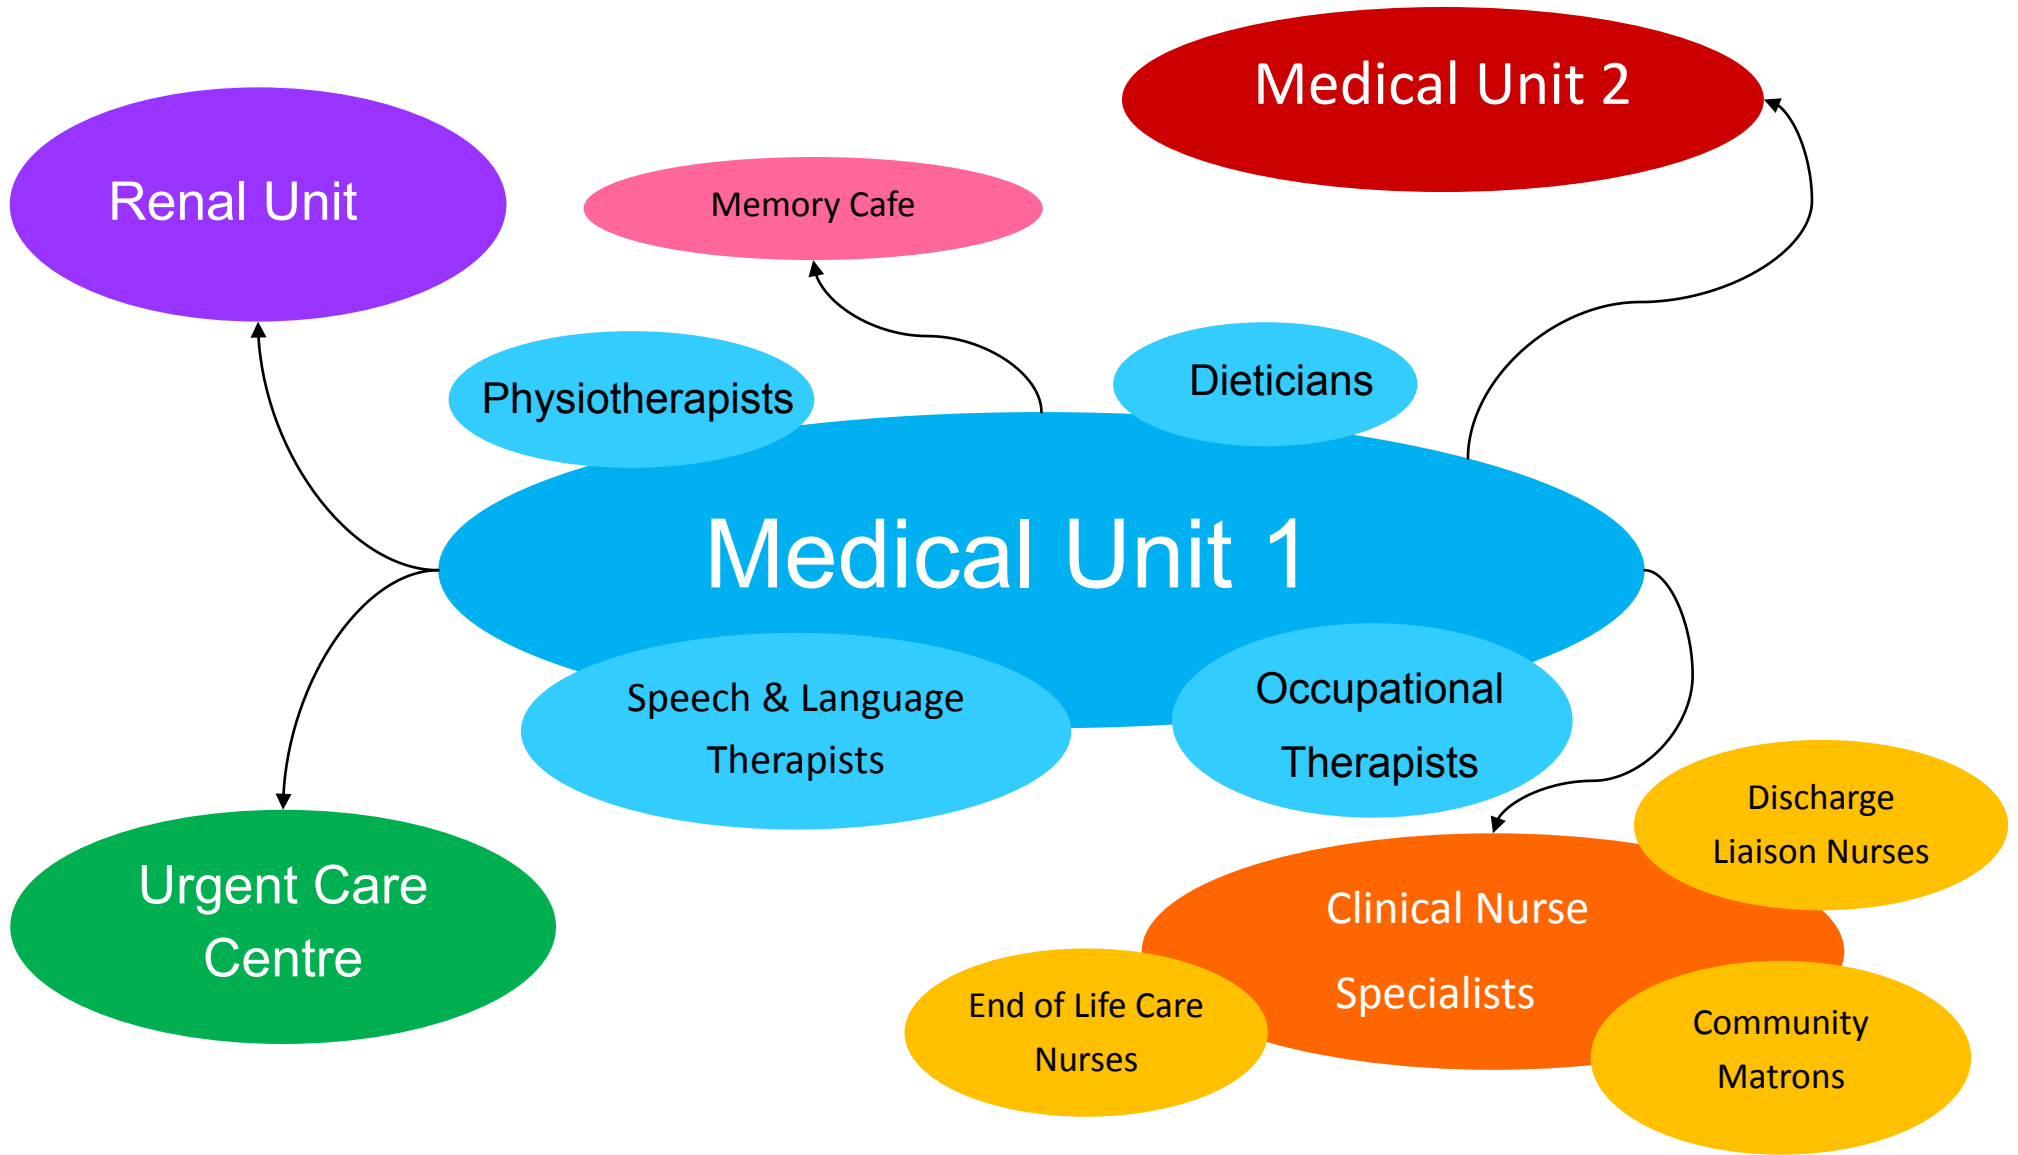 Medical Unit 2
Renal Unit
Memory Cafe
Physiotherapists
Dieticians
Medical Unit 1
Speech & Language
Therapists
Occupational
Therapists
Discharge
Liaison Nurses
Urgent Care
Centre
Clinical Nurse
Specialists
End of Life Care
Nurses
Community
Matrons